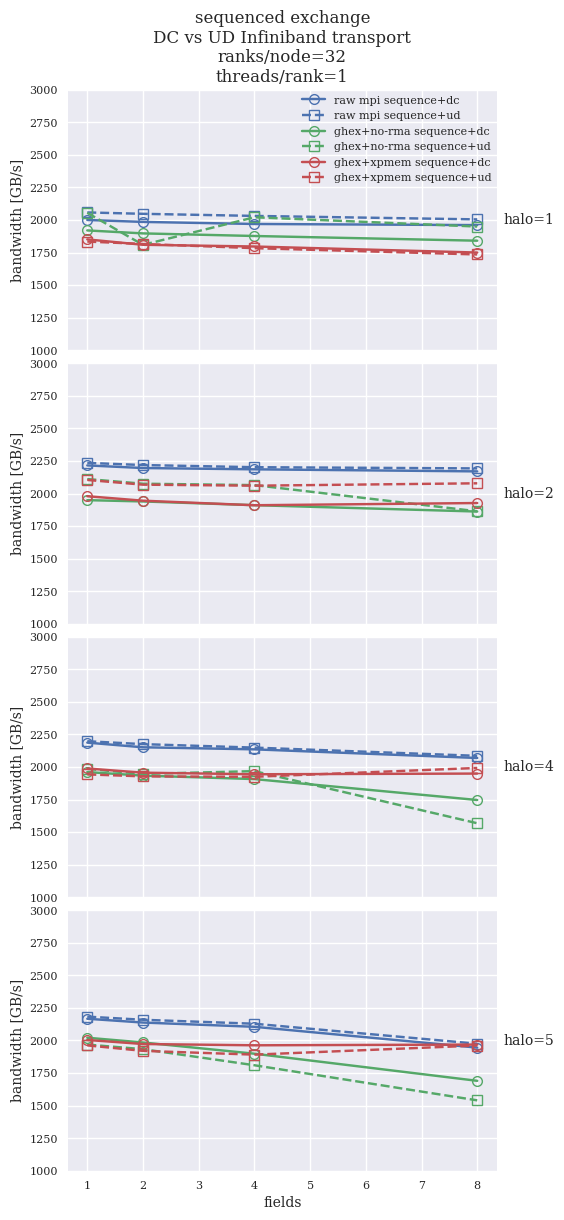 sequenced exchange
DC vs UD Infiniband transport
ranks/node=32
threads/rank=1
3000
2750
2500
2250
2000
1750
1500
1250
1000
bandwidth [GB/s]
raw mpi sequence+dc
raw mpi sequence+ud
ghex+no-rma sequence+dc
ghex+no-rma sequence+ud
ghex+xpmem sequence+dc
ghex+xpmem sequence+ud
halo=1
3000
2750
2500
2250
2000
1750
1500
1250
1000
bandwidth [GB/s]
halo=2
3000
2750
2500
2250
2000
1750
1500
1250
1000
bandwidth [GB/s]
halo=4
3000
2750
2500
2250
2000
1750
1500
1250
1000
bandwidth [GB/s]
halo=5
1 2 3 4 5 6 7 8
fields